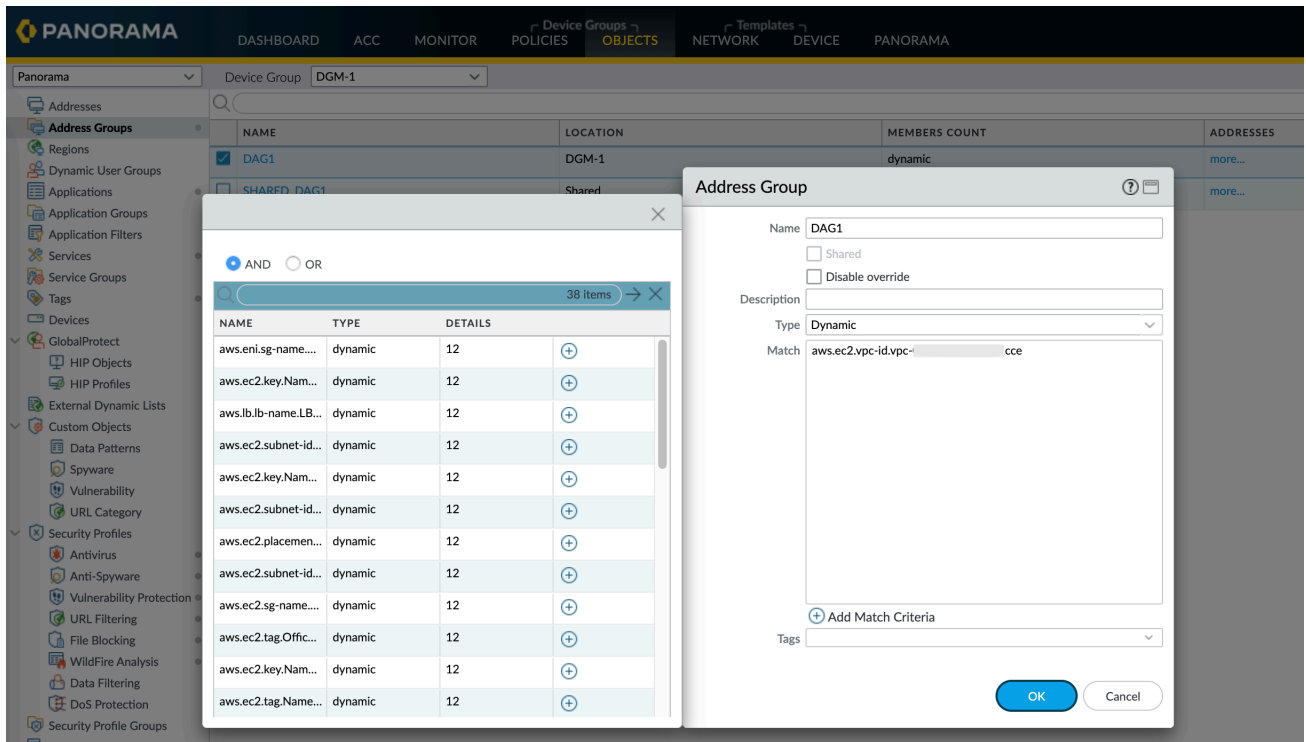 PANORAMA
Device Groups
Templates
DASHBOARD ACC MONITOR POLICIES OBJECTS NETWORK DEVICE PANORAMA
Panorama
Device Group DGM-1
Addresses
Address Groups
Regions
Dynamic User Groups
Applications
Application Groups
Application Filters
Services
Service Groups
Tags
Devices
GlobalProtect
HIP Objects
HIP Profiles
External Dynamic Lists
Custom Objects
Data Patterns
Spyware
Vulnerability
URL Category
Security Profiles
Antivirus
Anti-Spyware
Vulnerability Protection
URL Filtering
File Blocking
WildFire Analysis
Data Filtering
DoS Protection
Security Profile Groups
NAME LOCATION MEMBERS COUNT ADDRESSES
DAG1 DGM-1 dynamic more...
SHARED_DAG1 Shared more...
AND OR
38 items
NAME TYPE DETAILS
aws.eni.sg-name.... dynamic 12
aws.ec2.key.Nam... dynamic 12
aws.lb.lb-name.LB... dynamic 12
aws.ec2.subnet-id... dynamic 12
aws.ec2.key.Nam... dynamic 12
aws.ec2.subnet-id... dynamic 12
aws.ec2.placemen... dynamic 12
aws.ec2.subnet-id... dynamic 12
aws.ec2.sg-name.... dynamic 12
aws.ec2.tag.Offic... dynamic 12
aws.ec2.key.Nam... dynamic 12
aws.ec2.tag.Name... dynamic 12
Address Group
Name DAG1
Shared
Disable override
Description
Type Dynamic
Match aws.ec2.vpc-id.vpc- cce
Add Match Criteria
Tags
OK Cancel